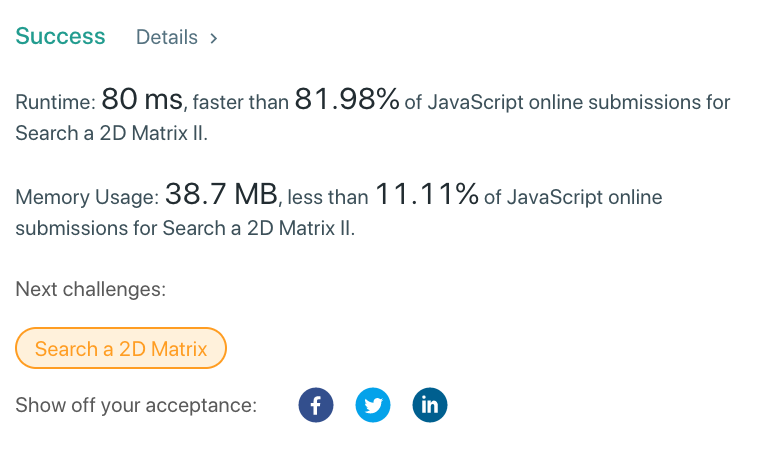 Success Details >
Runtime: 80 ms, faster than 81.98% of JavaScript online submissions for
Search a 2D Matrix II.
Memory Usage: 38.7 MB, less than 11.11% of JavaScript online
submissions for Search a 2D Matrix II.
Next challenges:
Search a 2D Matrix
Show off your acceptance: f in